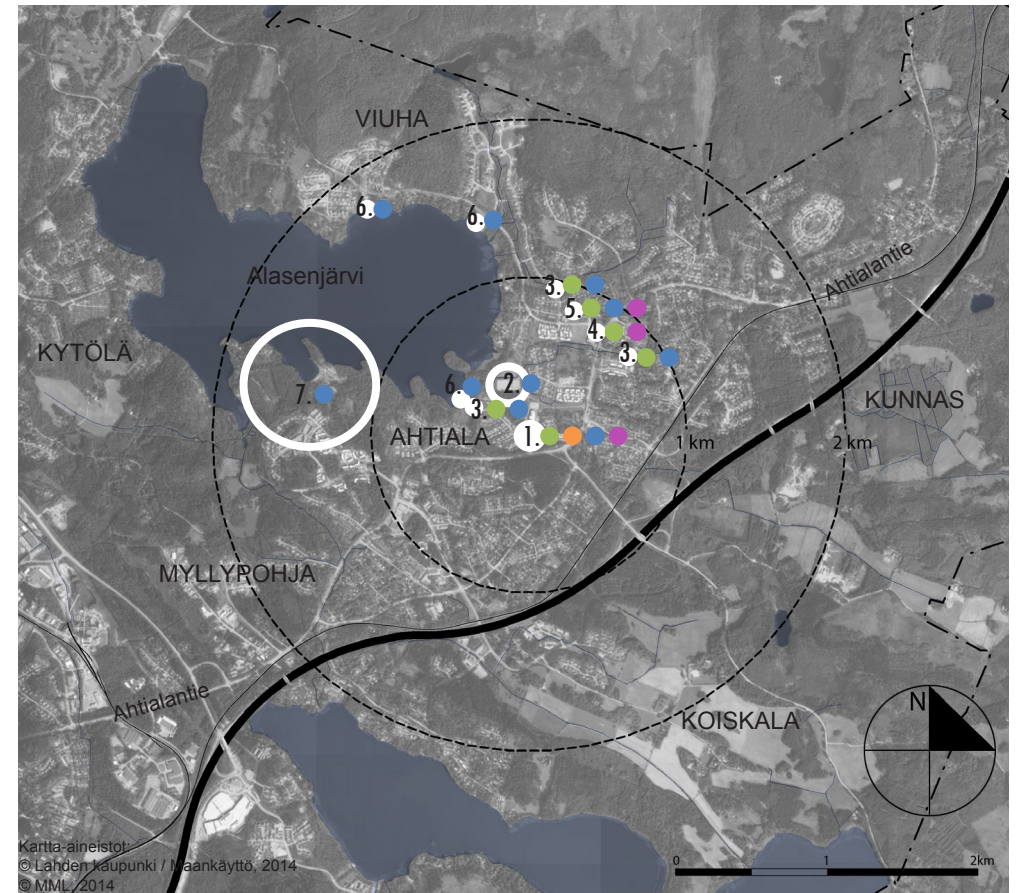 VIUHA
6.
6.
Alasenjärvi
Ahtialantie
3.
5.
4.
3.
KYTÖLÄ
7.
6.
2.
3.
KUNNAS
AHTIALA
1.
1 km
2 km
MYLLYPOHJA
Ahtialantie
KOISKALA
N
Kartta-aineistot:
© Lahden kaupunki / Maankäyttö, 2014
© MML, 2014
0 1 2km